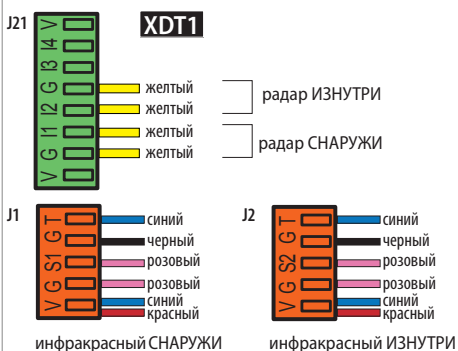 J21
XDT1
V
I4
I3
G
I2
I1
G
V
желтый
желтый
радар ИЗНУТРИ
желтый
желтый
радар СНАРУЖИ
J1
T
G
S1
G
V
синий
черный
розовый
розовый
синий
красный
инфракрасный СНАРУЖИ
J2
T
G
S2
G
V
синий
черный
розовый
розовый
синий
красный
инфракрасный ИЗНУТРИ